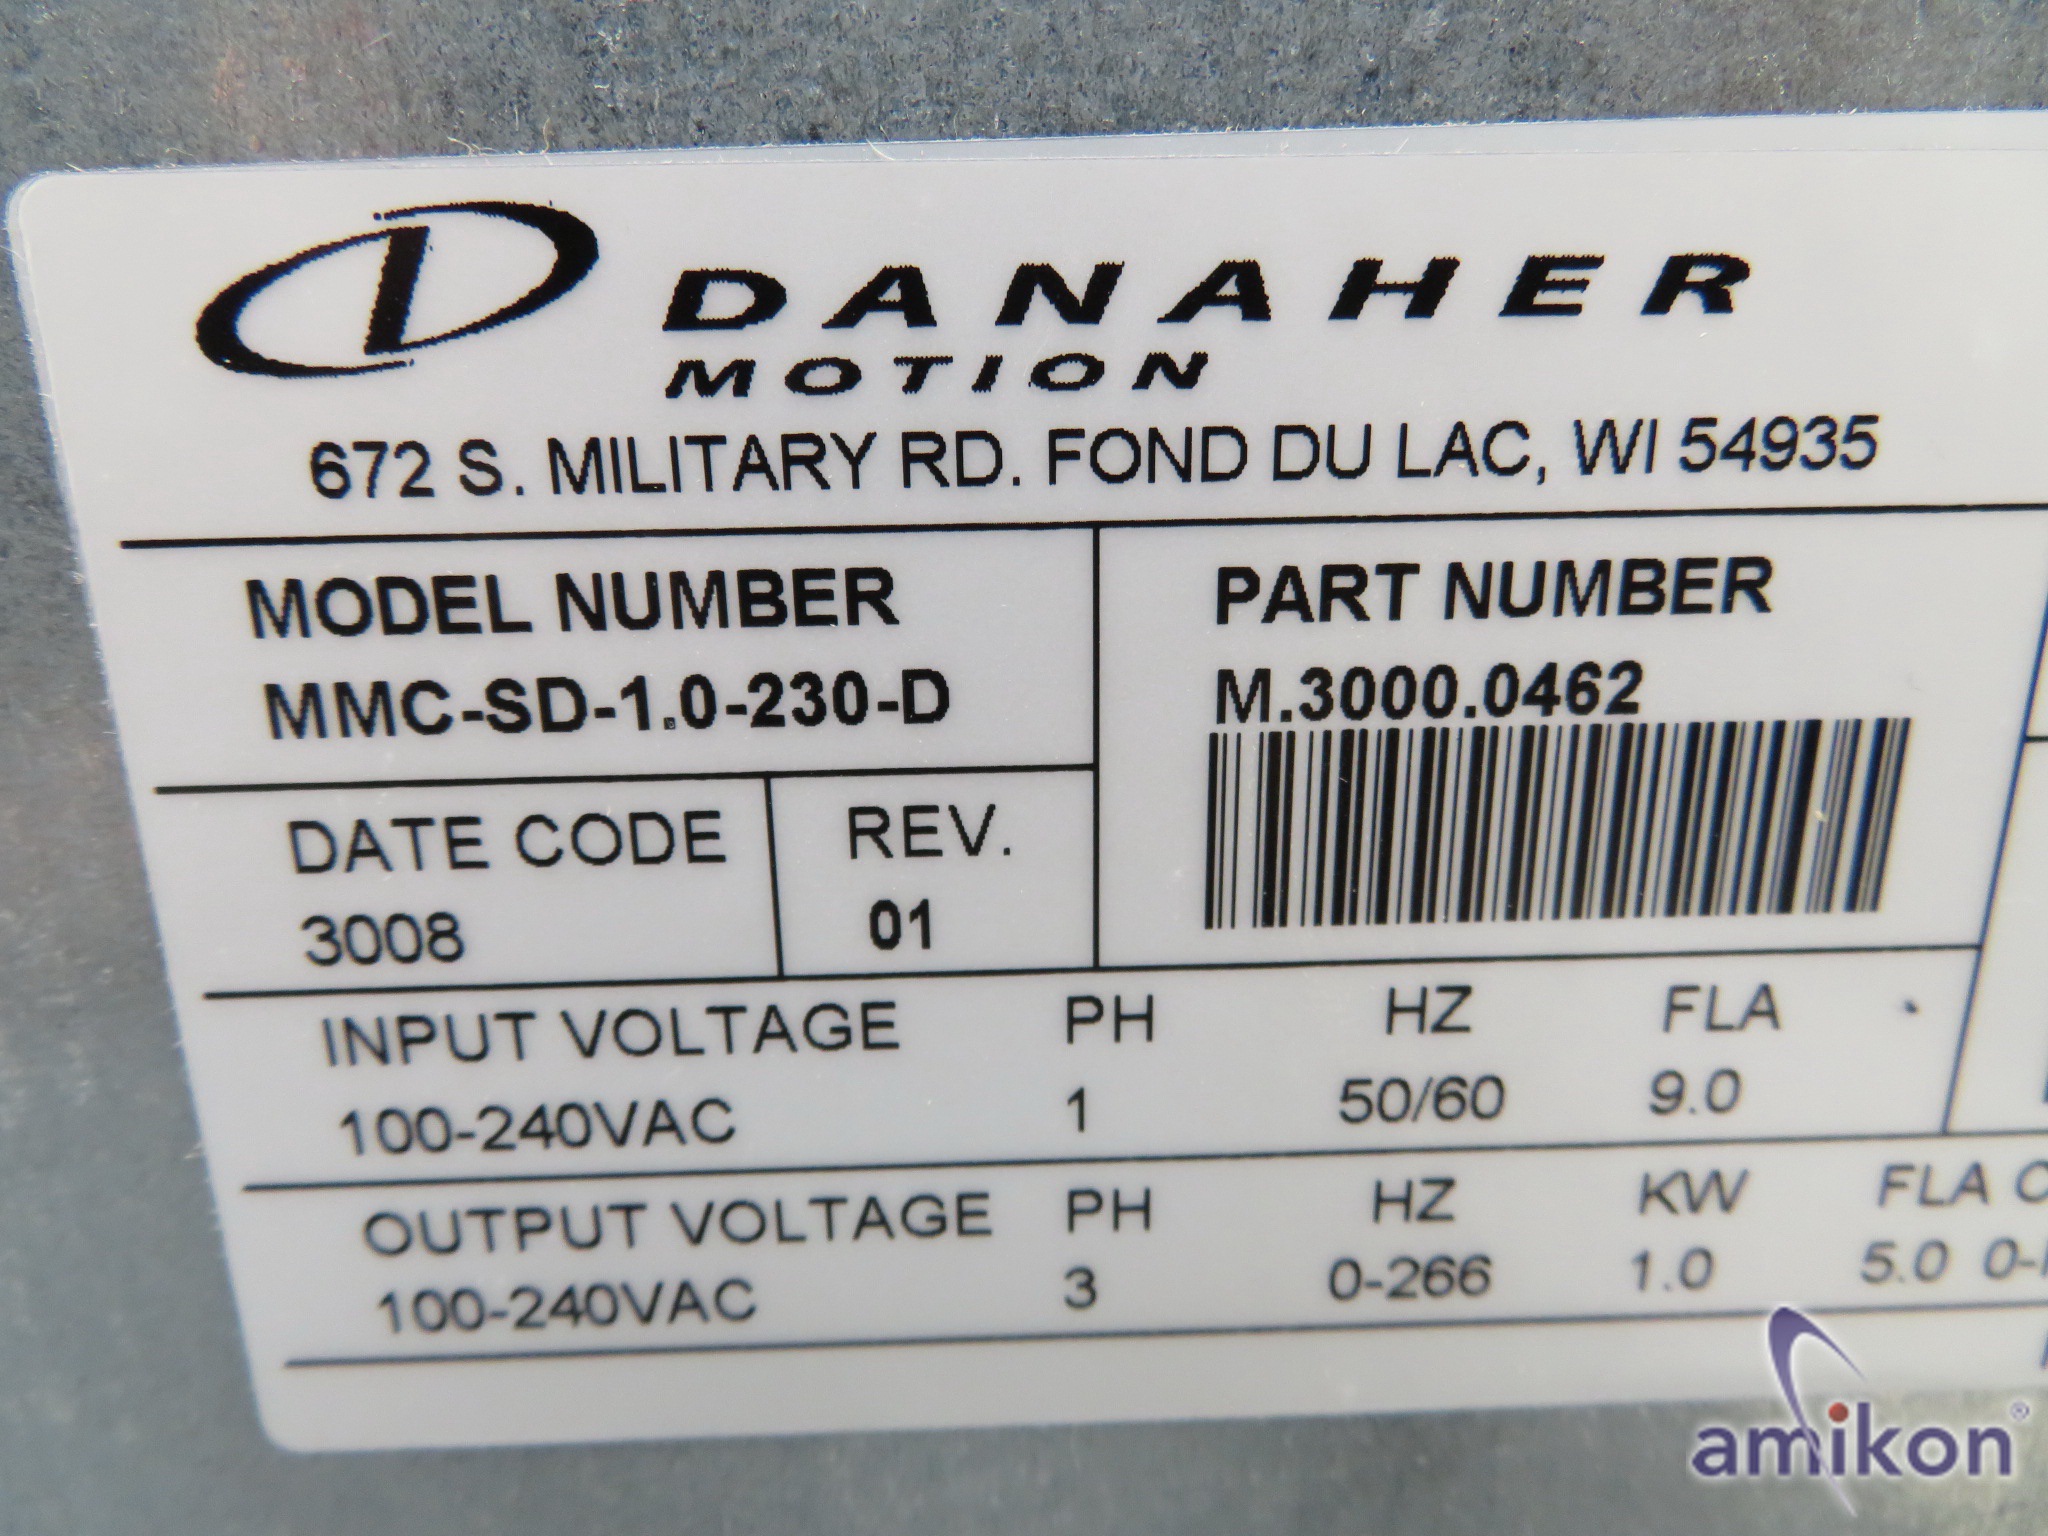 DANAHER
MOTION
672 S. MILITARY RD. FOND DU LAC, WI 54935
MODEL NUMBER
MMC-SD-1.0-230-D
PART NUMBER
M.3000.0462
DATE CODE
3008
REV.
01
INPUT VOLTAGE PH HZ FLA
100-240VAC 1 50/60 9.0
OUTPUT VOLTAGE PH HZ KW FLA
100-240VAC 3 0-266 1.0 5.0
amikon®